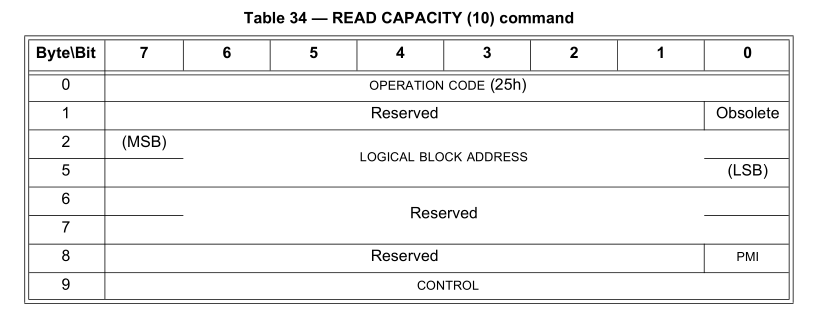 Table 34 — READ CAPACITY (10) command
Byte\Bit 7 6 5 4 3 2 1 0
0 OPERATION CODE (25h)
1 Reserved Obsolete
2 (MSB)
LOGICAL BLOCK ADDRESS
5 (LSB)
6
Reserved
7
8 Reserved PMI
9 CONTROL